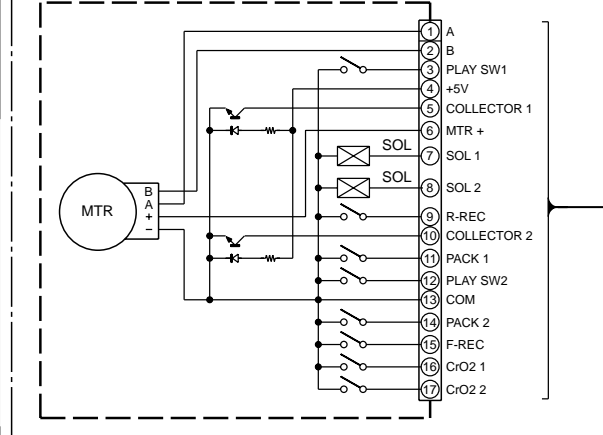 1 A
2 B
3 PLAY SW1
4 +5V
5 COLLECTOR 1
6 MTR +
SOL
7 SOL 1
SOL
8 SOL 2
9 R-REC
10 COLLECTOR 2
11 PACK 1
12 PLAY SW2
13 COM
14 PACK 2
15 F-REC
16 CrO2 1
17 CrO2 2
MTR
B
A
+
−